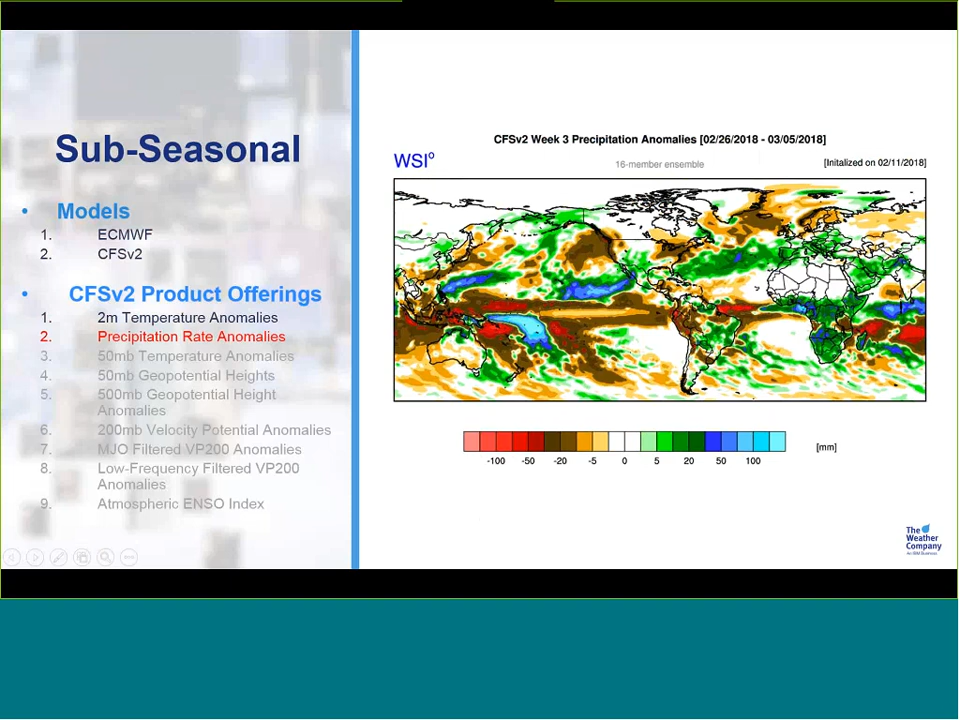 Sub-Seasonal
• Models
1. ECMWF
2. CFSv2
• CFSv2 Product Offerings
1. 2m Temperature Anomalies
2. Precipitation Rate Anomalies
3. 50mb Temperature Anomalies
4. 50mb Geopotential Heights
5. 500mb Geopotential Height
Anomalies
6. 200mb Velocity Potential Anomalies
7. MJO Filtered VP200 Anomalies
8. Low-Frequency Filtered VP200
Anomalies
9. Atmospheric ENSO Index
CFSv2 Week 3 Precipitation Anomalies [02/26/2018 - 03/05/2018]
WSI°
16-member ensemble
[Initalized on 02/11/2018]
-100 -50 -20 -5 0 5 20 50 100
[mm]
The
Weather
Company
An IBM Business